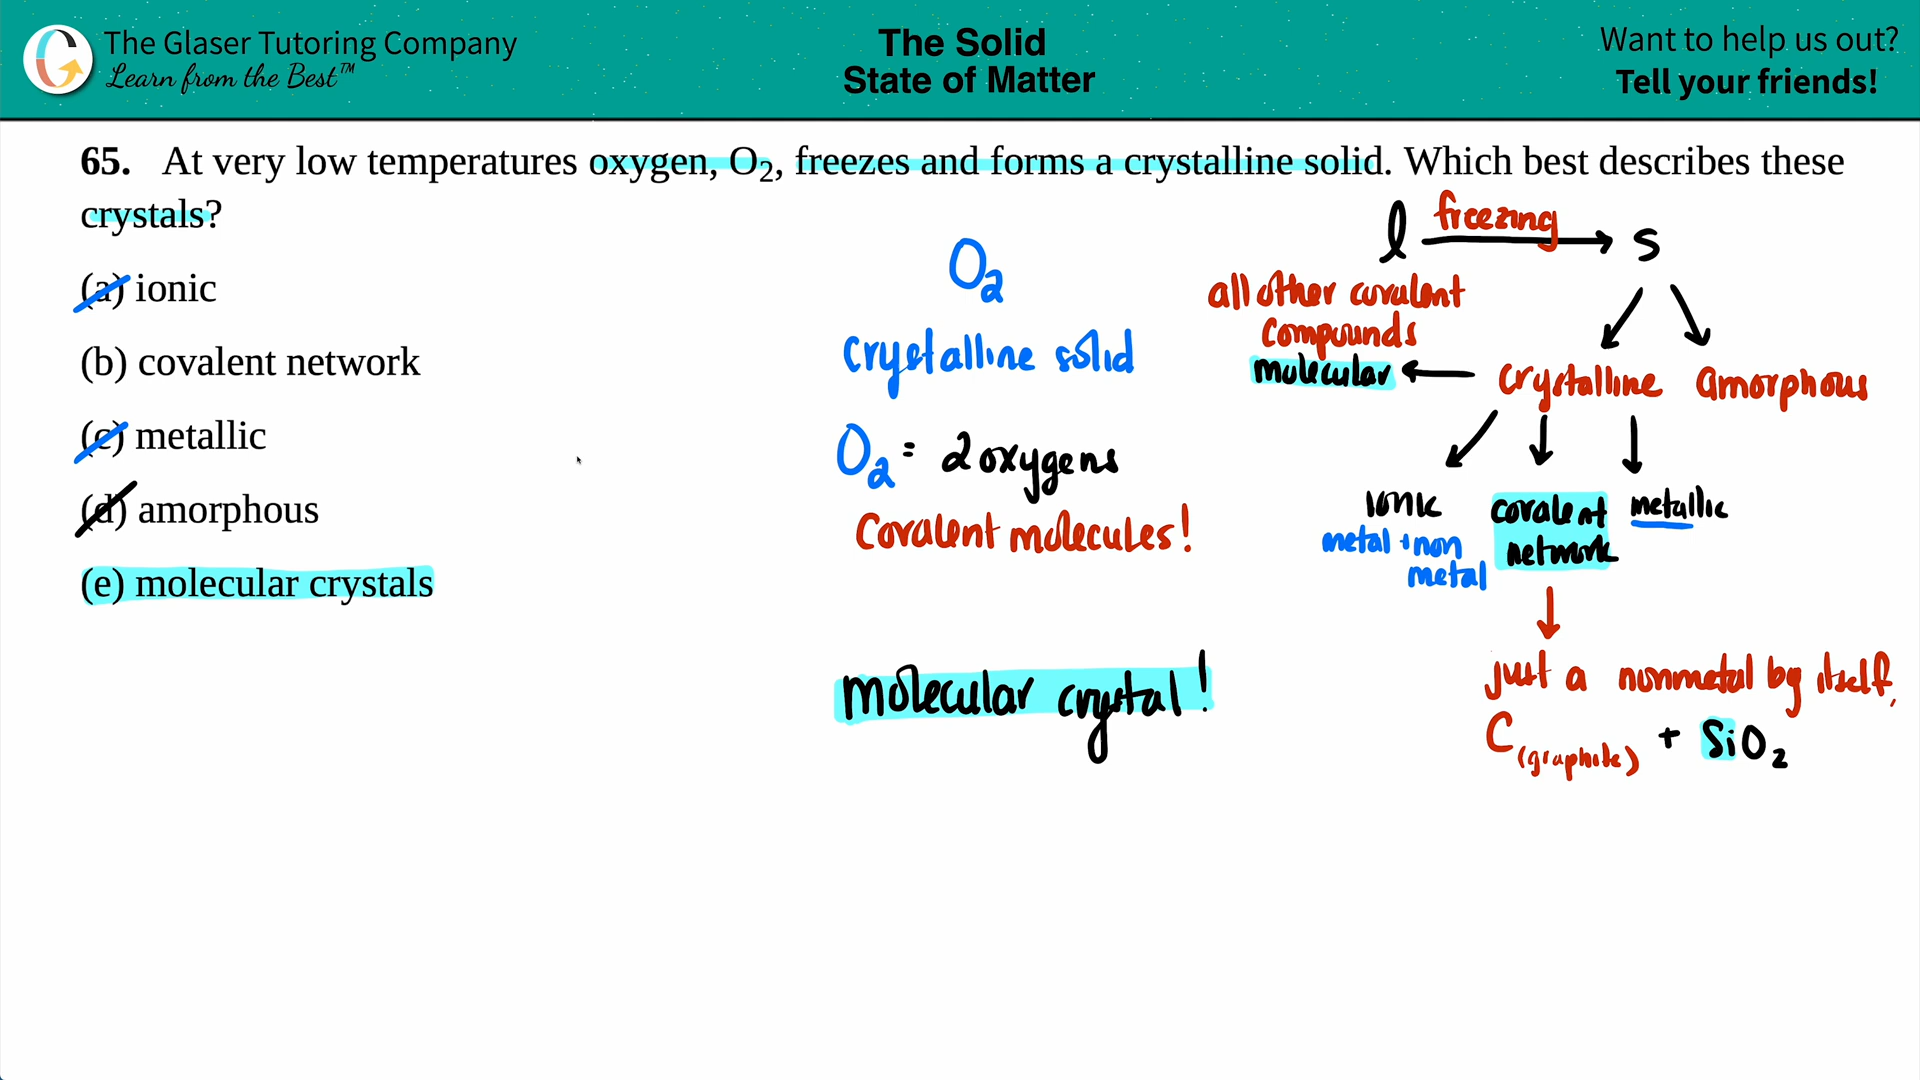 The Glaser Tutoring Company
Learn from the Best™
The Solid
State of Matter
Want to help us out?
Tell your friends!
65. At very low temperatures oxygen, O₂, freezes and forms a crystalline solid. Which best describes these
crystals?
(a) ionic
(b) covalent network
(c) metallic
(d) amorphous
(e) molecular crystals
O₂
crystalline solid
O₂ = 2 oxygens
Covalent molecules!
molecular crystal!
l freezing s
all other covalent
compounds
molecular
crystalline amorphous
ionic
metal + non
metal
covalent
network
metallic
just a nonmetal by itself,
C(graphite) + SiO₂